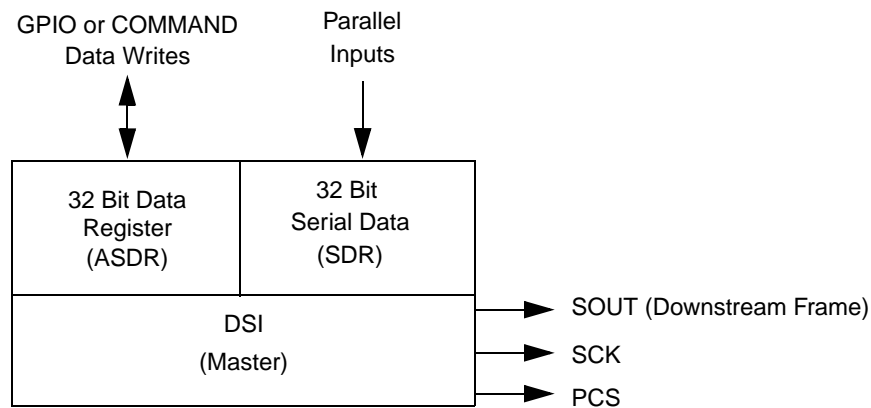 GPIO or COMMAND
Data Writes
Parallel
Inputs
32 Bit Data
Register
(ASDR)
32 Bit
Serial Data
(SDR)
DSI
(Master)
SOUT (Downstream Frame)
SCK
PCS